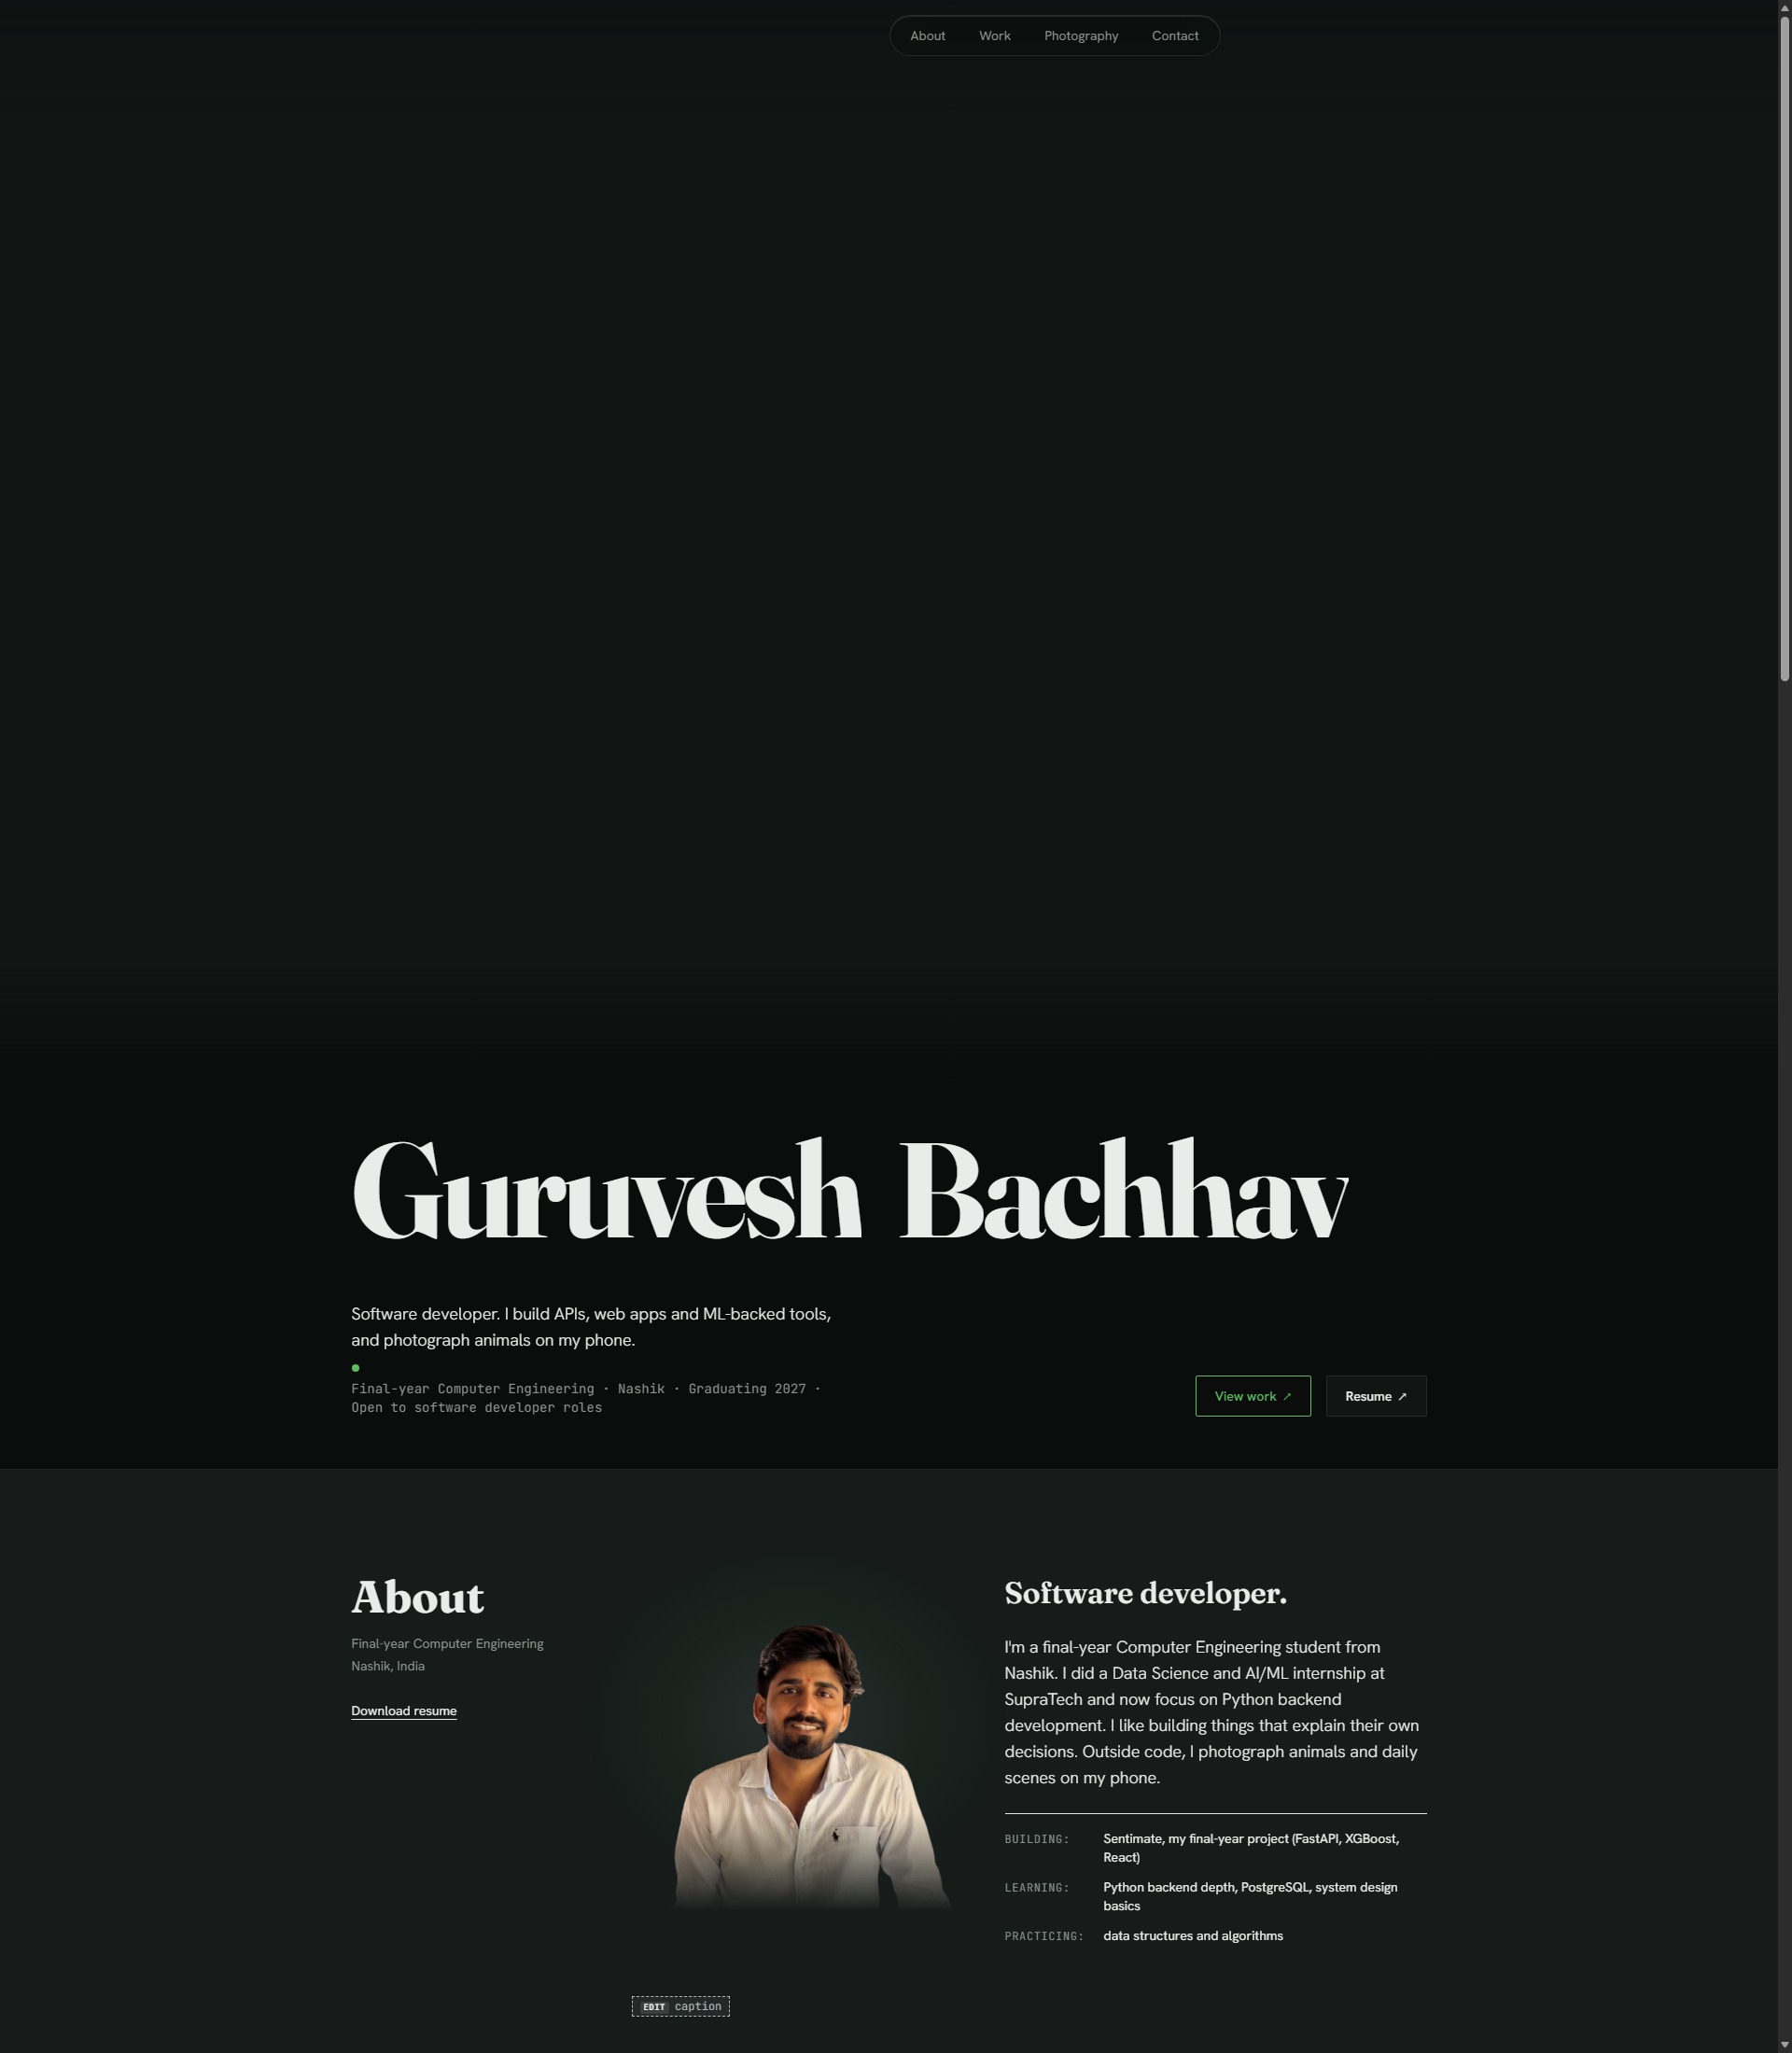 About Work Photography Contact
Guruvesh Bachhav
Software developer. I build APIs, web apps and ML-backed tools,
and photograph animals on my phone.
Final-year Computer Engineering · Nashik · Graduating 2027 ·
Open to software developer roles
View work ↗ Resume ↗
About
Final-year Computer Engineering
Nashik, India
Download resume
Software developer.
I'm a final-year Computer Engineering student from
Nashik. I did a Data Science and AI/ML internship at
SupraTech and now focus on Python backend
development. I like building things that explain their own
decisions. Outside code, I photograph animals and daily
scenes on my phone.
BUILDING: Sentimate, my final-year project (FastAPI, XGBoost,
React)
LEARNING: Python backend depth, PostgreSQL, system design
basics
PRACTICING: data structures and algorithms
EDIT caption